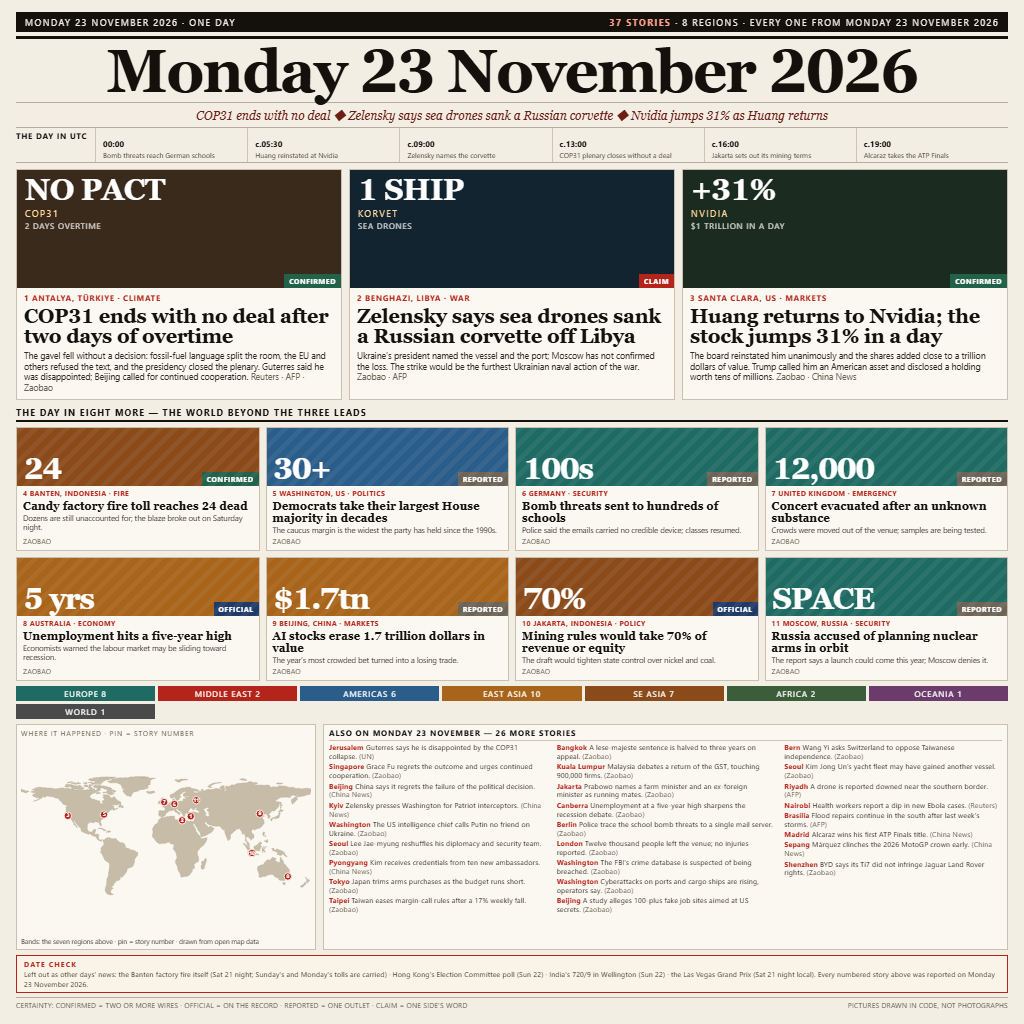 MONDAY 23 NOVEMBER 2026 · ONE DAY
37 STORIES · 8 REGIONS · EVERY ONE FROM MONDAY 23 NOVEMBER 2026
Monday 23 November 2026
COP31 ends with no deal ◆ Zelensky says sea drones sank a Russian corvette ◆ Nvidia jumps 31% as Huang returns
THE DAY IN UTC
00:00
Bomb threats reach German schools
c.05:30
Huang reinstated at Nvidia
c.09:00
Zelensky names the corvette
c.13:00
COP31 plenary closes without a deal
c.16:00
Jakarta sets out its mining terms
c.19:00
Alcaraz takes the ATP Finals
NO PACT
COP31
2 DAYS OVERTIME
CONFIRMED
1 ANTALYA, TÜRKIYE · CLIMATE
COP31 ends with no deal after
two days of overtime
The gavel fell without a decision: fossil-fuel language split the room, the EU and
others refused the text, and the presidency closed the plenary. Guterres said he
was disappointed; Beijing called for continued cooperation. Reuters · AFP ·
Zaobao
1 SHIP
KORVET
SEA DRONES
CLAIM
2 BENGHAZI, LIBYA · WAR
Zelensky says sea drones sank
a Russian corvette off Libya
Ukraine's president named the vessel and the port; Moscow has not confirmed
the loss. The strike would be the furthest Ukrainian naval action of the war.
Zaobao · AFP
+31%
NVIDIA
$1 TRILLION IN A DAY
CONFIRMED
3 SANTA CLARA, US · MARKETS
Huang returns to Nvidia; the
stock jumps 31% in a day
The board reinstated him unanimously and the shares added close to a trillion
dollars of value. Trump called him an American asset and disclosed a holding
worth tens of millions. Zaobao · China News
THE DAY IN EIGHT MORE — THE WORLD BEYOND THE THREE LEADS
24
CONFIRMED
4 BANTEN, INDONESIA · FIRE
Candy factory fire toll reaches 24 dead
Dozens are still unaccounted for; the blaze broke out on Saturday
night.
ZAOBAO
30+
REPORTED
5 WASHINGTON, US · POLITICS
Democrats take their largest House
majority in decades
The caucus margin is the widest the party has held since the 1990s.
ZAOBAO
100s
REPORTED
6 GERMANY · SECURITY
Bomb threats sent to hundreds of
schools
Police said the emails carried no credible device; classes resumed.
ZAOBAO
12,000
REPORTED
7 UNITED KINGDOM · EMERGENCY
Concert evacuated after an unknown
substance
Crowds were moved out of the venue; samples are being tested.
ZAOBAO
5 yrs
OFFICIAL
8 AUSTRALIA · ECONOMY
Unemployment hits a five-year high
Economists warned the labour market may be sliding toward
recession.
ZAOBAO
$1.7tn
REPORTED
9 BEIJING, CHINA · MARKETS
AI stocks erase 1.7 trillion dollars in
value
The year's most crowded bet turned into a losing trade.
ZAOBAO
70%
OFFICIAL
10 JAKARTA, INDONESIA · POLICY
Mining rules would take 70% of
revenue or equity
The draft would tighten state control over nickel and coal.
ZAOBAO
SPACE
REPORTED
11 MOSCOW, RUSSIA · SECURITY
Russia accused of planning nuclear
arms in orbit
The report says a launch could come this year; Moscow denies it.
ZAOBAO
EUROPE 8
MIDDLE EAST 2
AMERICAS 6
EAST ASIA 10
SE ASIA 7
AFRICA 2
OCEANIA 1
WORLD 1
WHERE IT HAPPENED · PIN = STORY NUMBER
Bands: the seven regions above · pin = story number · drawn from open map data
ALSO ON MONDAY 23 NOVEMBER — 26 MORE STORIES
Jerusalem Guterres says he is disappointed by the COP31
collapse. (UN)
Singapore Grace Fu regrets the outcome and urges continued
cooperation. (Zaobao)
Beijing China says it regrets the failure of the political decision.
(China News)
Kyiv Zelensky presses Washington for Patriot interceptors. (China
News)
Washington The US intelligence chief calls Putin no friend on
Ukraine. (Zaobao)
Seoul Lee Jae-myung reshuffles his diplomacy and security team.
(Zaobao)
Pyongyang Kim receives credentials from ten new ambassadors.
(China News)
Tokyo Japan trims arms purchases as the budget runs short.
(Zaobao)
Taipei Taiwan eases margin-call rules after a 17% weekly fall.
(Zaobao)
Bangkok A lese-majeste sentence is halved to three years on
appeal. (Zaobao)
Kuala Lumpur Malaysia debates a return of the GST, touching
900,000 firms. (Zaobao)
Jakarta Prabowo names a farm minister and an ex-foreign
minister as running mates. (Zaobao)
Canberra Unemployment at a five-year high sharpens the
recession debate. (Zaobao)
Berlin Police trace the school bomb threats to a single mail server.
(Zaobao)
London Twelve thousand people left the venue; no injuries
reported. (Zaobao)
Washington The FBI's crime database is suspected of being
breached. (Zaobao)
Washington Cyberattacks on ports and cargo ships are rising,
operators say. (Zaobao)
Beijing A study alleges 100-plus fake job sites aimed at US
secrets. (Zaobao)
Bern Wang Yi asks Switzerland to oppose Taiwanese
independence. (Zaobao)
Seoul Kim Jong Un's yacht fleet may have gained another vessel.
(Zaobao)
Riyadh A drone is reported downed near the southern border.
(AFP)
Nairobi Health workers report a dip in new Ebola cases. (Reuters)
Brasilia Flood repairs continue in the south after last week's
storms. (AFP)
Madrid Alcaraz wins his first ATP Finals title. (China News)
Sepang Márquez clinches the 2026 MotoGP crown early. (China
News)
Shenzhen BYD says its Ti7 did not infringe Jaguar Land Rover
rights. (Zaobao)
DATE CHECK
Left out as other days' news: the Banten factory fire itself (Sat 21 night; Sunday's and Monday's tolls are carried) · Hong Kong's Election Committee poll (Sun 22) · India's 720/9 in Wellington (Sun 22) · the Las Vegas Grand Prix (Sat 21 night local). Every numbered story above was reported on Monday
23 November 2026.
CERTAINTY: CONFIRMED = TWO OR MORE WIRES · OFFICIAL = ON THE RECORD · REPORTED = ONE OUTLET · CLAIM = ONE SIDE'S WORD
PICTURES DRAWN IN CODE, NOT PHOTOGRAPHS